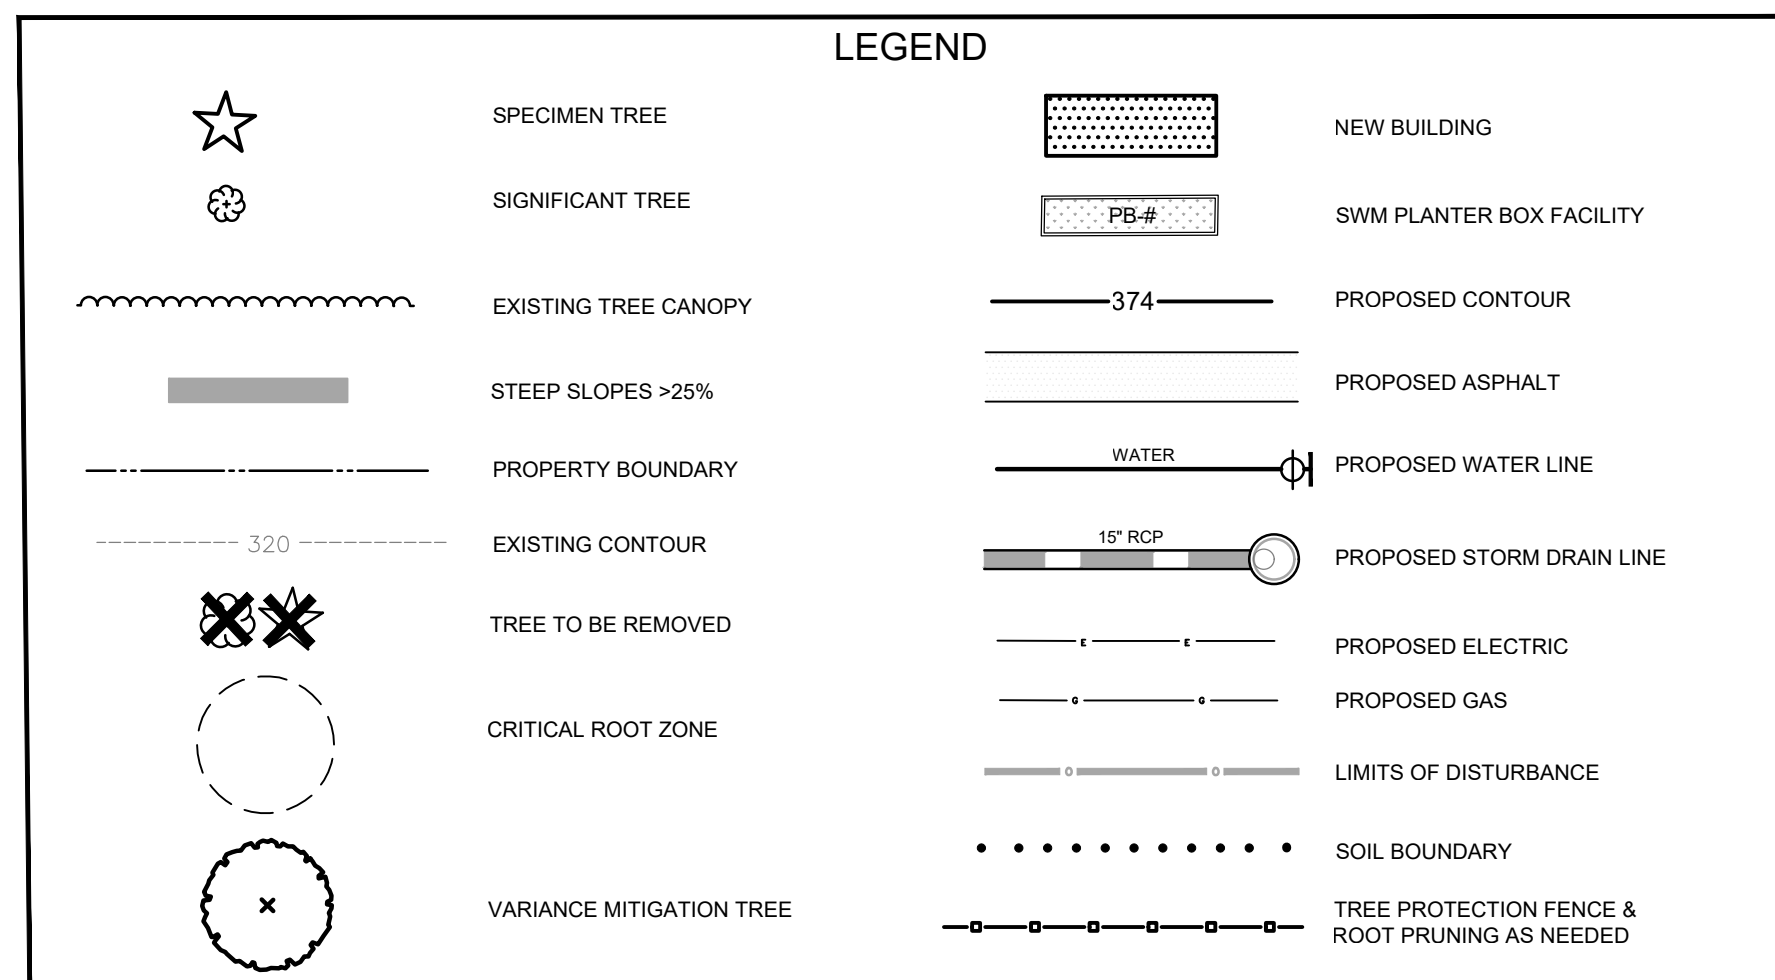 LEGEND
SPECIMEN TREE
SIGNIFICANT TREE
EXISTING TREE CANOPY
STEEP SLOPES >25%
PROPERTY BOUNDARY
320
EXISTING CONTOUR
TREE TO BE REMOVED
CRITICAL ROOT ZONE
VARIANCE MITIGATION TREE
NEW BUILDING
PB-#
SWM PLANTER BOX FACILITY
374
PROPOSED CONTOUR
PROPOSED ASPHALT
WATER
PROPOSED WATER LINE
15" RCP
PROPOSED STORM DRAIN LINE
E E
PROPOSED ELECTRIC
G G
PROPOSED GAS
O O
LIMITS OF DISTURBANCE
SOIL BOUNDARY
TREE PROTECTION FENCE &
ROOT PRUNING AS NEEDED